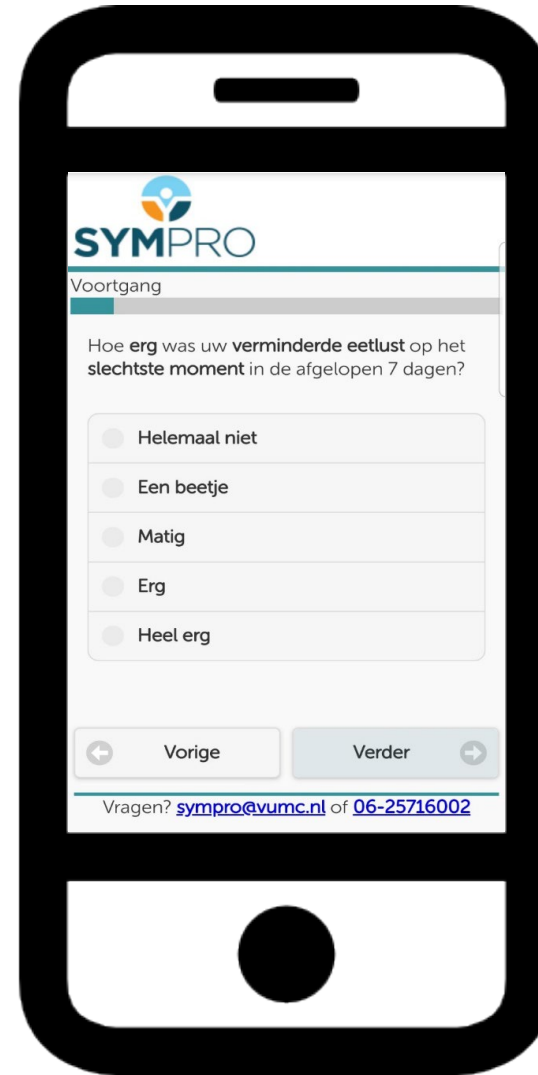 SYMPRO
Voortgang
Hoe erg was uw verminderde eetlust op het
slechtste moment in de afgelopen 7 dagen?
Helemaal niet
Een beetje
Matig
Erg
Heel erg
Vorige
Verder
Vragen? sympro@vumc.nl of 06-25716002